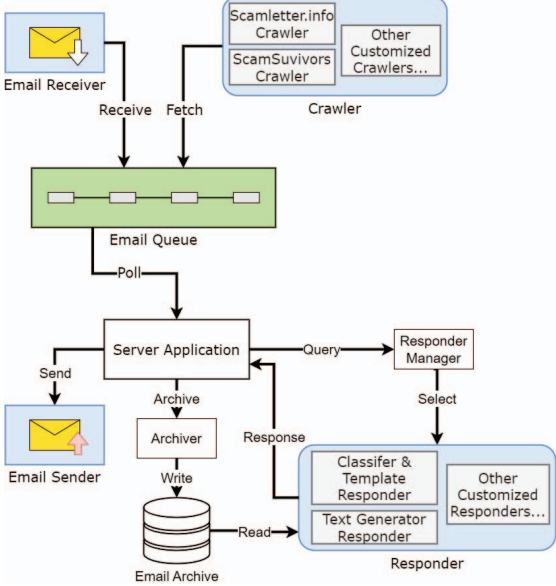 Scamletter.info
Crawler
ScamSuvivors
Crawler
Other
Customized
Crawlers...
Email Receiver
Crawler
Receive
Fetch
Email Queue
Poll
Server Application
Query
Responder
Manager
Send
Archive
Select
Archiver
Response
Email Sender
Write
Classifer &
Template
Responder
Other
Customized
Responders...
Text Generator
Responder
Read
Email Archive
Responder